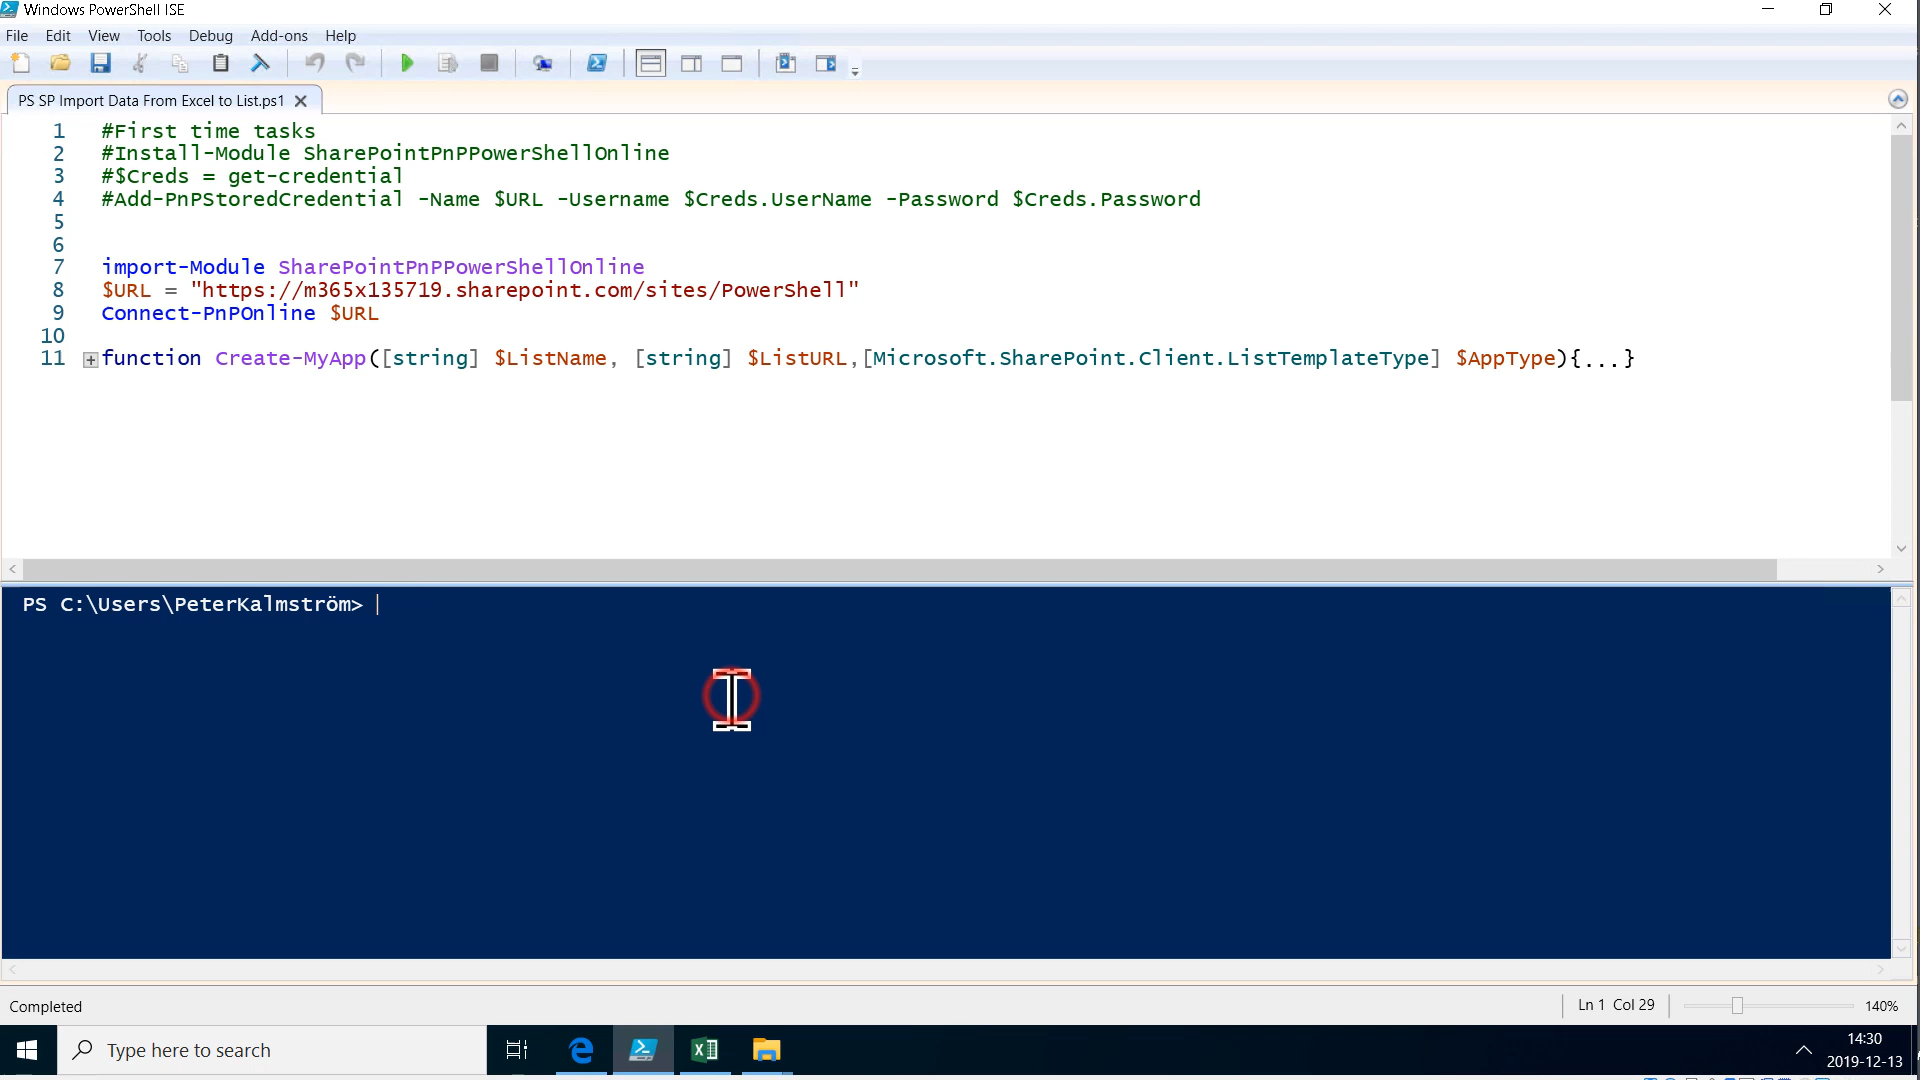 Windows PowerShell ISE
File Edit View Tools Debug Add-ons Help
PS SP Import Data From Excel to List.ps1
1 #First time tasks
2 #Install-Module SharePointPnPPowerShellOnline
3 #$Creds = get-credential
4 #Add-PnPStoredCredential -Name $URL -Username $Creds.UserName -Password $Creds.Password
5
6
7 import-Module SharePointPnPPowerShellOnline
8 $URL = "https://m365x135719.sharepoint.com/sites/PowerShell"
9 Connect-PnPOnline $URL
10
11 function Create-MyApp([string] $ListName, [string] $ListURL,[Microsoft.SharePoint.Client.ListTemplateType] $AppType){...}
PS C:\Users\PeterKalmström>
Completed
Ln 1 Col 29
140%
Type here to search
14:30
2019-12-13